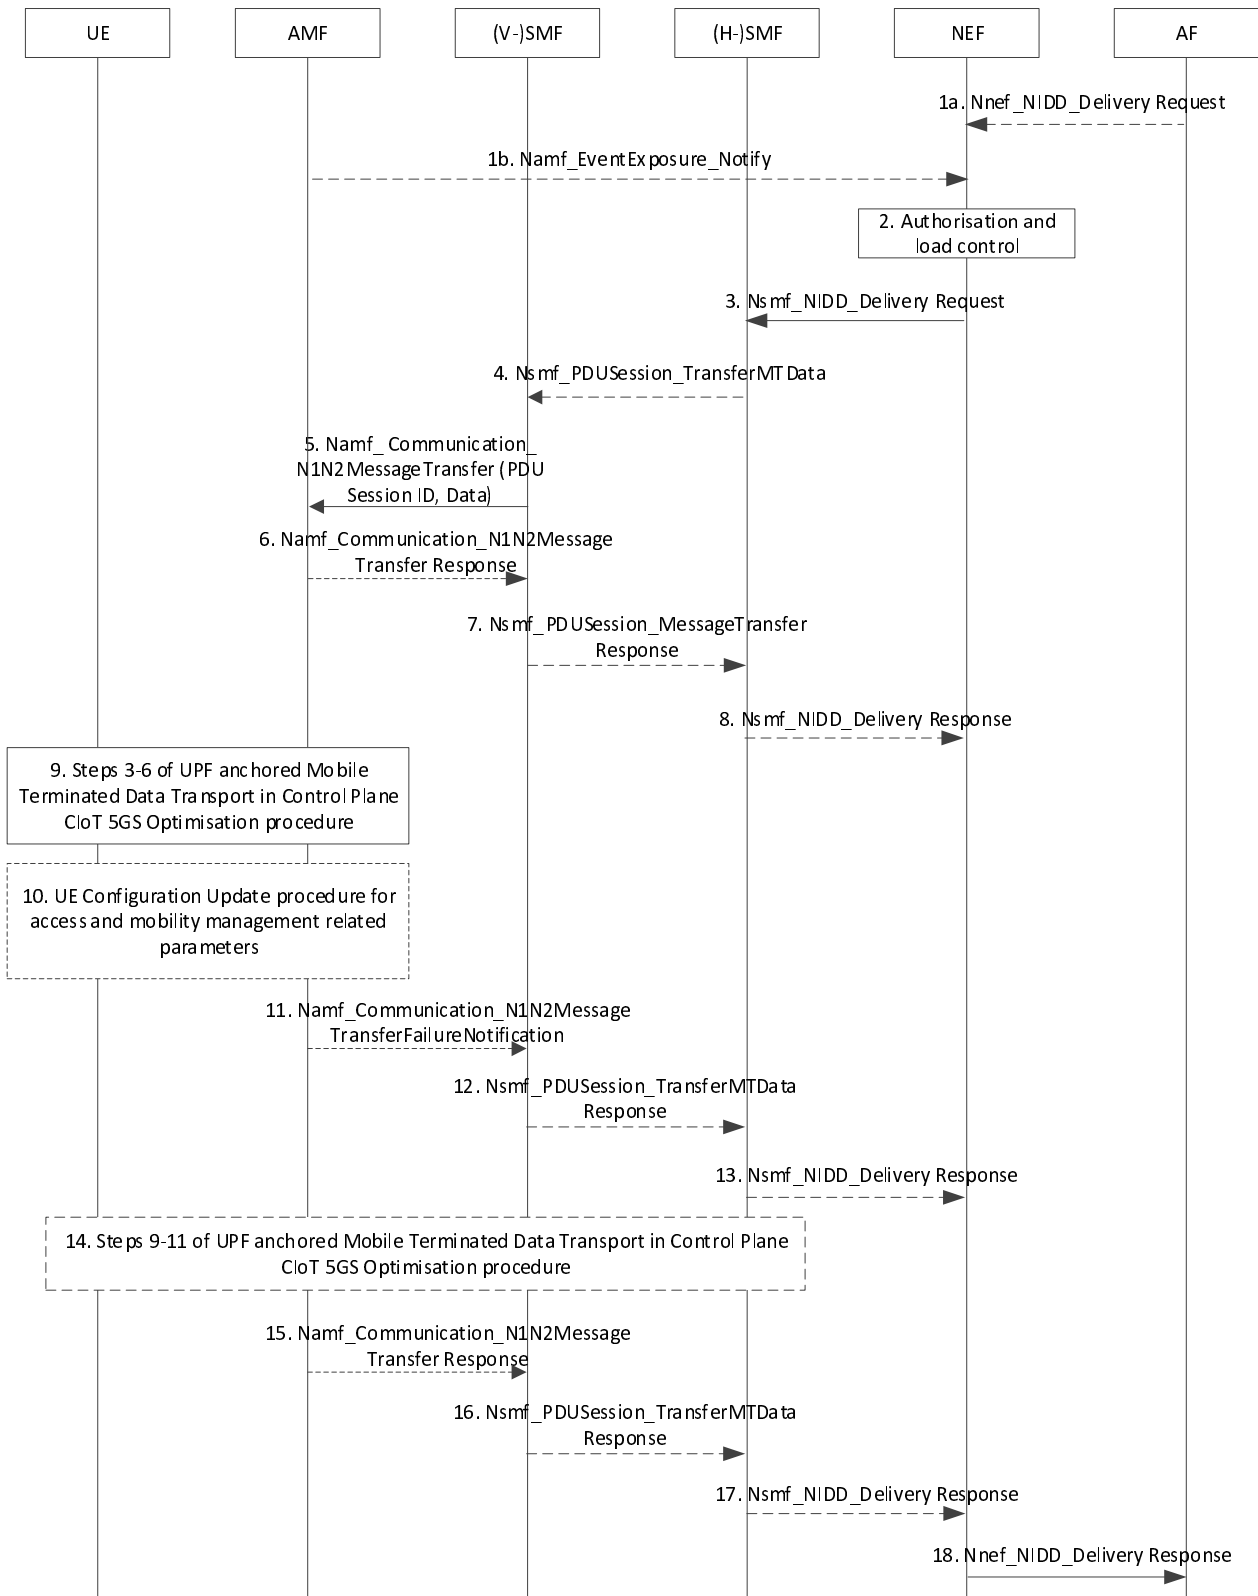 UE
AMF
(V-)SMF
(H-)SMF
NEF
AF
1a. Nnef_NIDD_Delivery Request
1b. Namf_EventExposure_Notify
2. Authorisation and
load control
3. Nsmf_NIDD_Delivery Request
4. Nsmf_PDUSession_TransferMTData
5. Namf_ Communication_
N1N2MessageTransfer (PDU
Session ID, Data)
6. Namf_Communication_N1N2Message
Transfer Response
7. Nsmf_PDUSession_MessageTransfer
Response
8. Nsmf_NIDD_Delivery Response
9. Steps 3-6 of UPF anchored Mobile
Terminated Data Transport in Control Plane
CIoT 5GS Optimisation procedure
10. UE Configuration Update procedure for
access and mobility management related
parameters
11. Namf_Communication_N1N2Message
TransferFailureNotification
12. Nsmf_PDUSession_TransferMTData
Response
13. Nsmf_NIDD_Delivery Response
14. Steps 9-11 of UPF anchored Mobile Terminated Data Transport in Control Plane
CIoT 5GS Optimisation procedure
15. Namf_Communication_N1N2Message
Transfer Response
16. Nsmf_PDUSession_TransferMTData
Response
17. Nsmf_NIDD_Delivery Response
18. Nnef_NIDD_Delivery Response